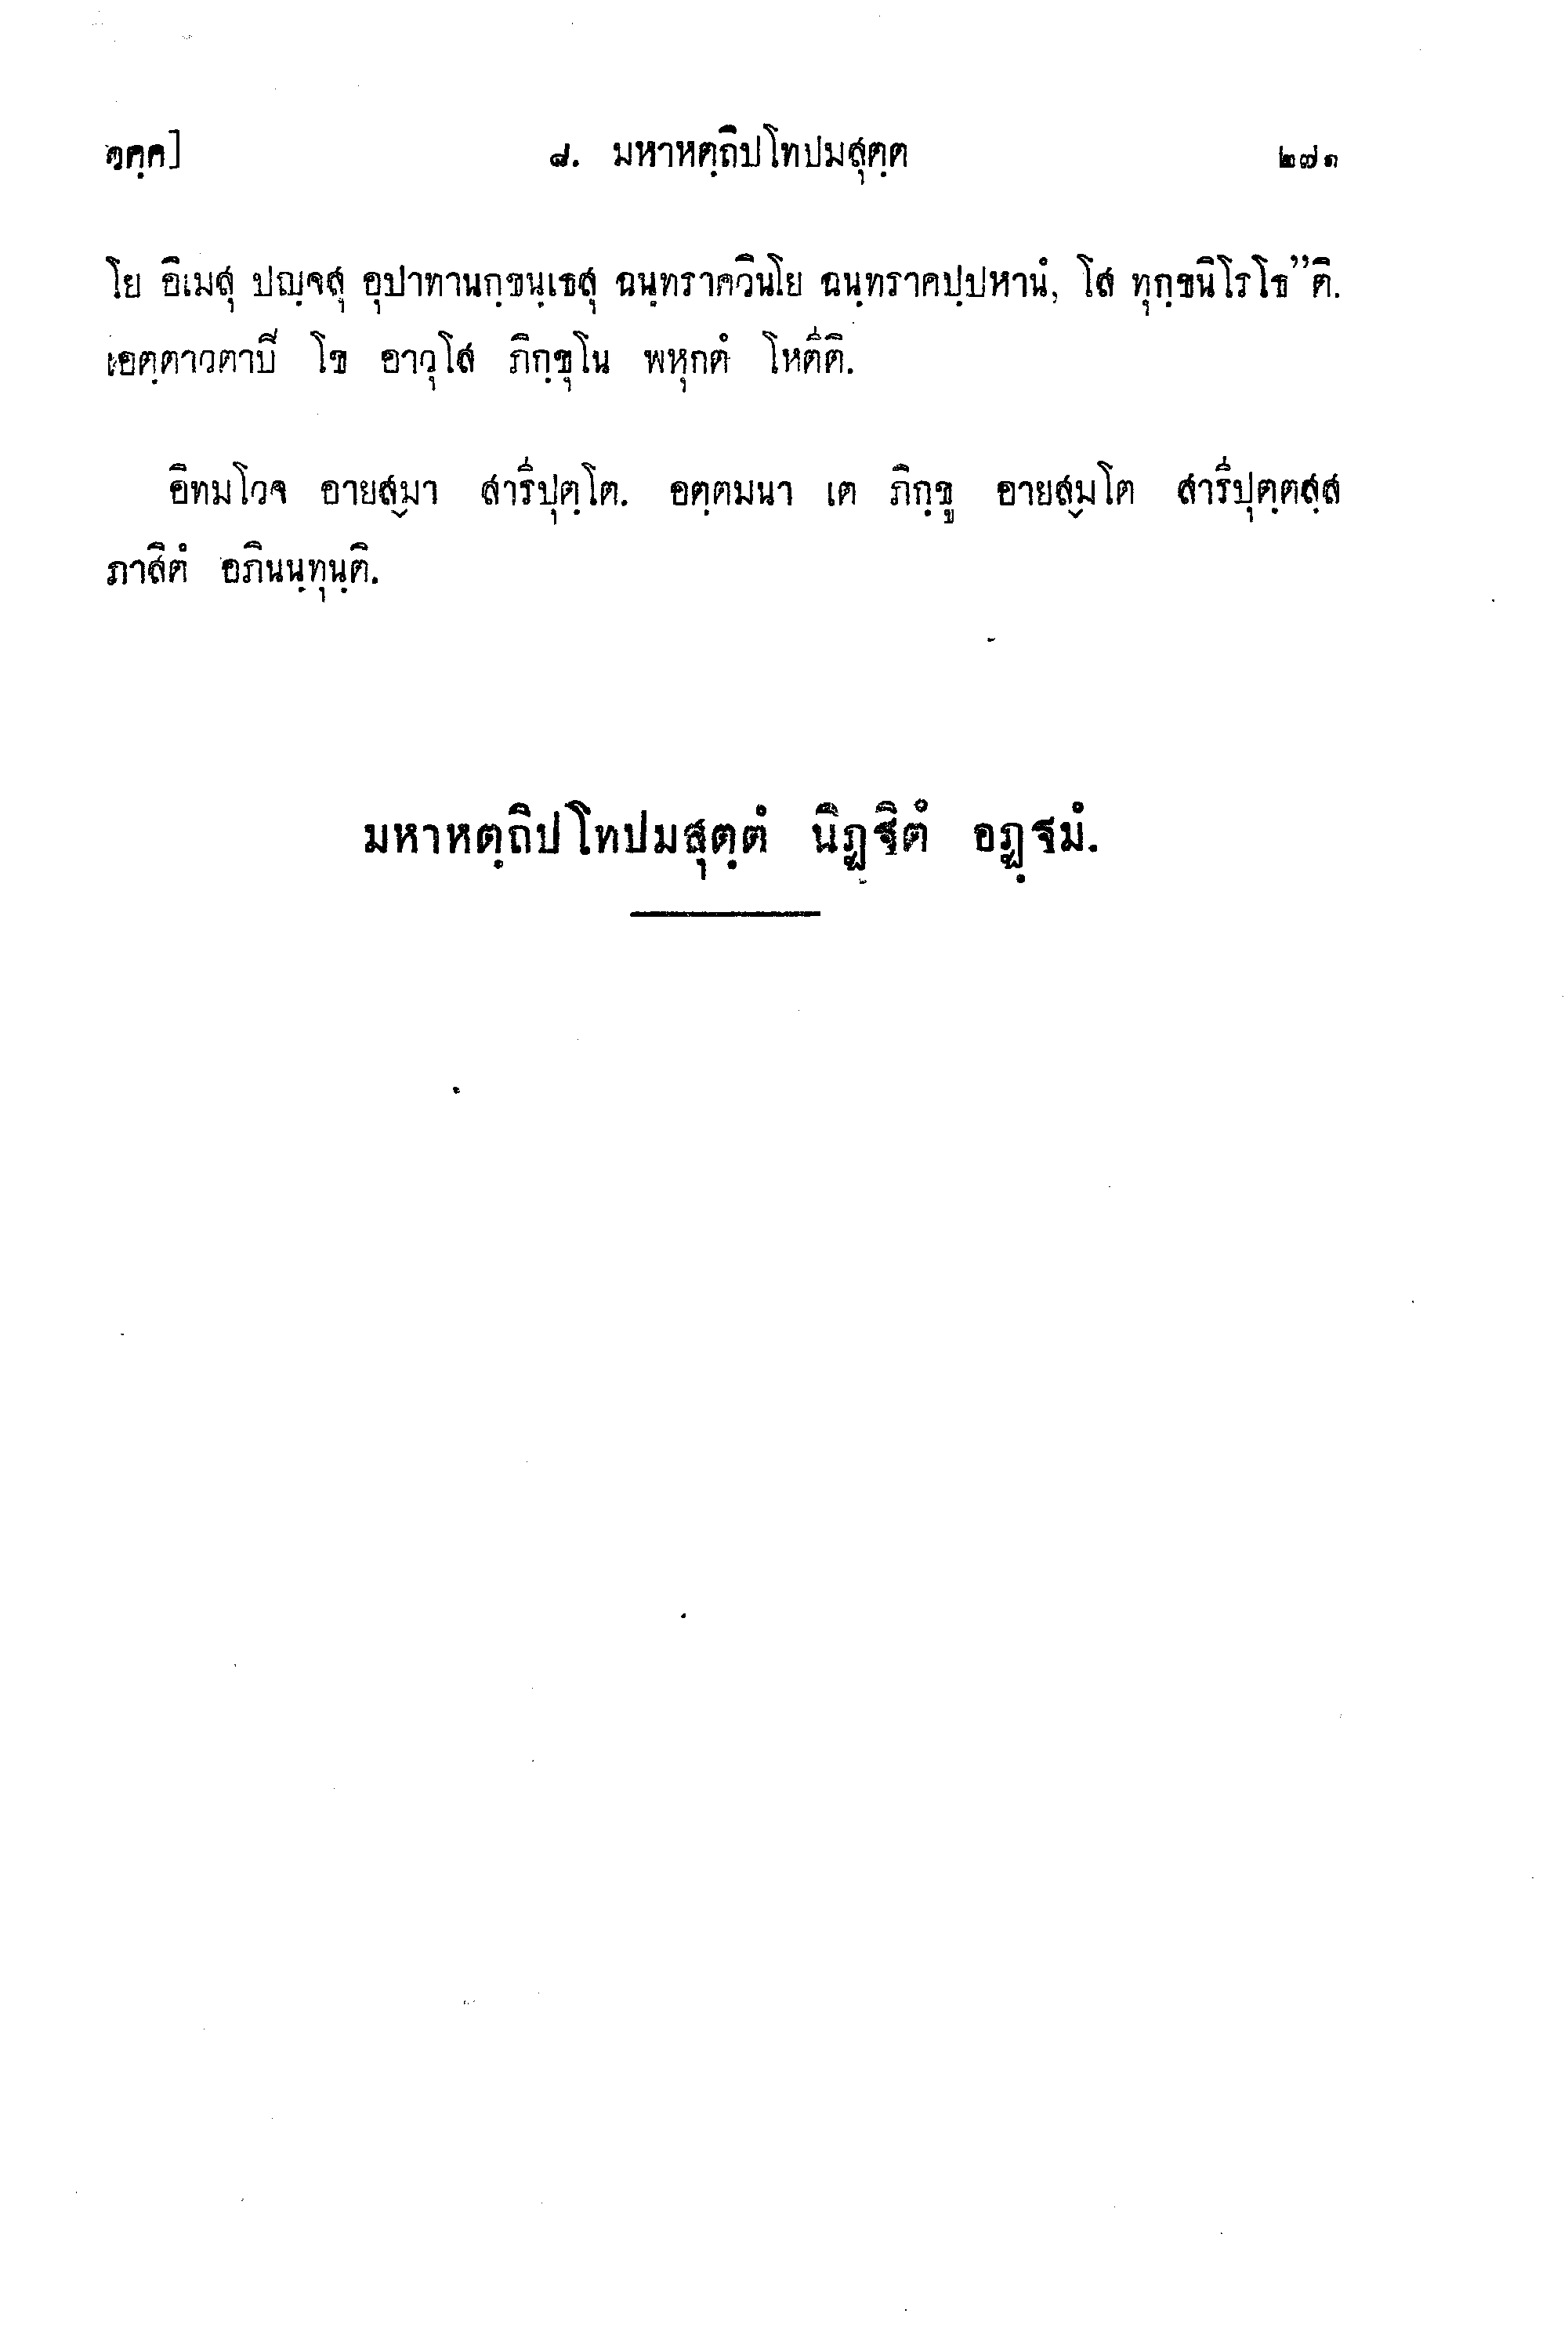 วคฺค]
๘. มหาหตฺถิปโทปมสุตฺต
๒๗๑
โย อิเมสุ ปญฺจสุ อุปาทานกฺขนฺเธสุ ฉนฺทราควินโย ฉนฺทราคปฺปหานํ, โส ทุกฺขนิโรโธ”ติ.
เอตฺตาวตาปิ โข อาวุโส ภิกฺขุโน พหุกตํ โหตีติ.
อิทมโวจ อายสฺมา สารีปุตฺโต. อตฺตมนา เต ภิกฺขู อายสฺมโต สารีปุตฺตสฺส
ภาสิตํ อภินนฺทุนฺติ.
มหาหตฺถิปโทปมสุตฺตํ นิฏฺฐิตํ อฏฺฐมํ.